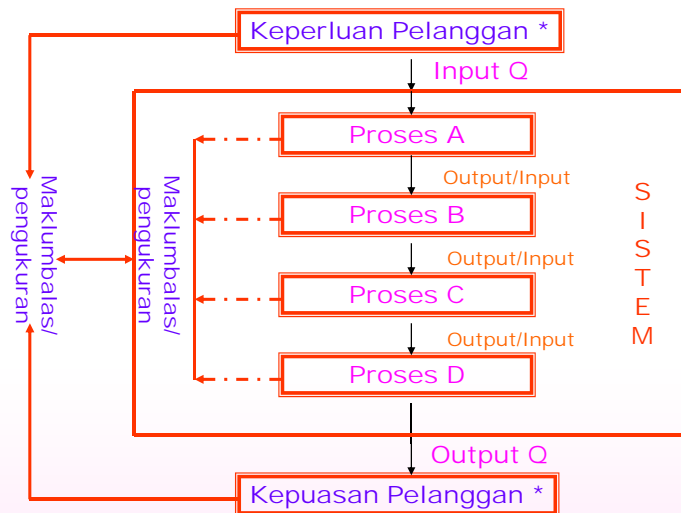 Keperluan Pelanggan *
Input Q
Proses A
Output/Input
Proses B
Output/Input
Proses C
Output/Input
Proses D
Output Q
Kepuasan Pelanggan *
Maklumbalas/
pengukuran
Maklumbalas/
pengukuran
S
I
S
T
E
M